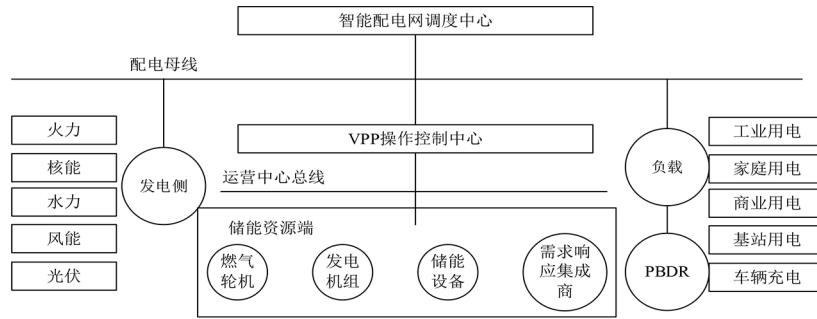 智能配电网调度中心
配电母线
火力
核能
水力
风能
光伏
发电侧
VPP操作控制中心
运营中心总线
储能资源端
燃气
轮机
发电
机组
储能
设备
需求响
应集成
商
负载
PBDR
工业用电
家庭用电
商业用电
基站用电
车辆充电